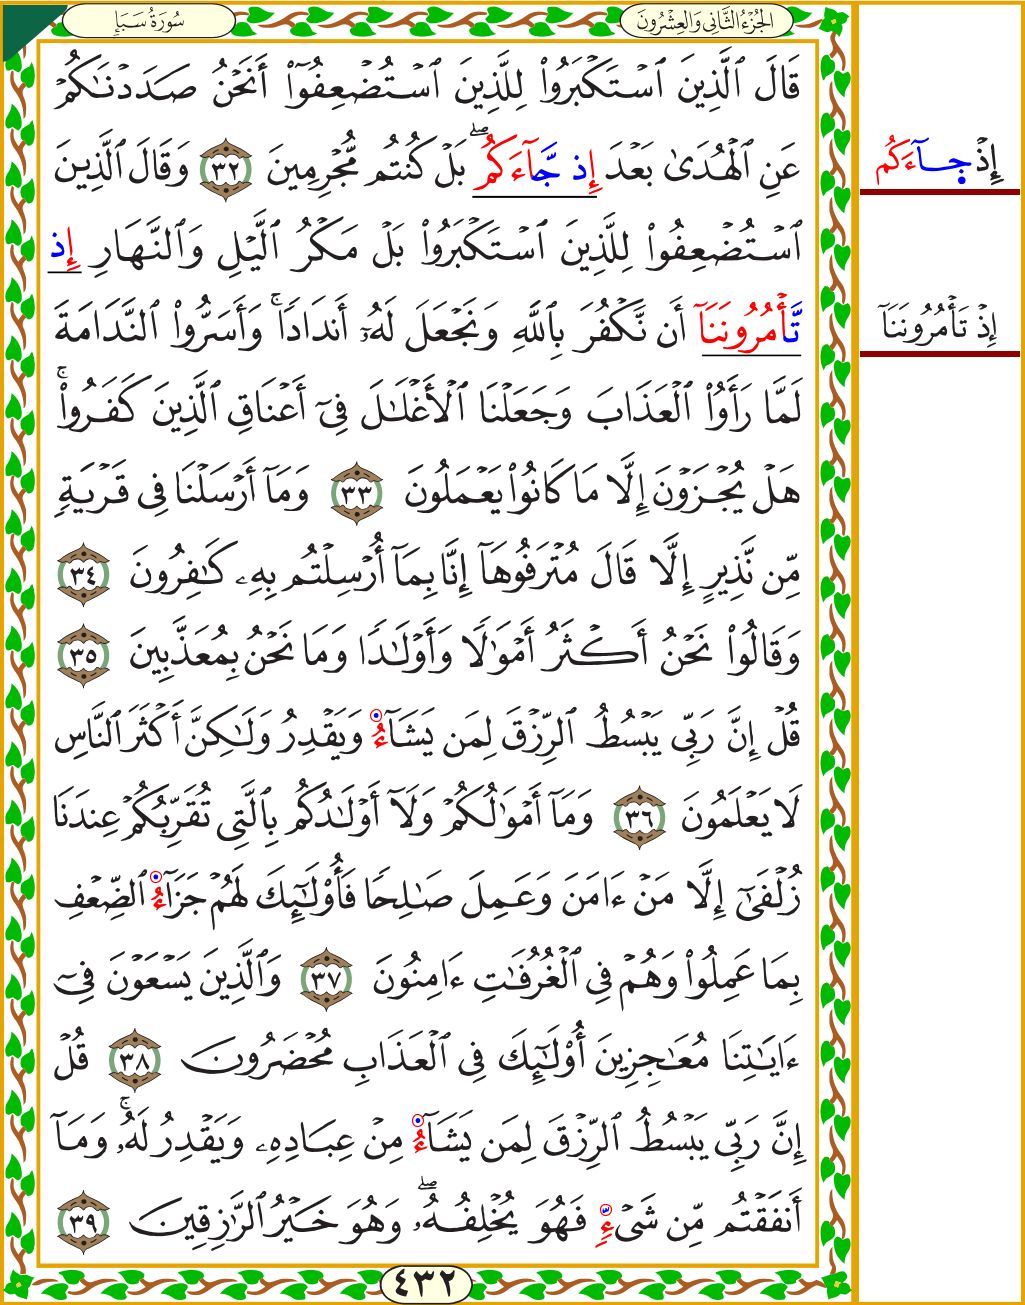 الجُزْءُ الثَّانِي وَالعِشْرُونَ
سُورَةُ سَبَإٍ
قَالَ ٱلَّذِينَ ٱسْتَكْبَرُوا۟ لِلَّذِينَ ٱسْتُضْعِفُوٓا۟ أَنَحْنُ صَدَدْنَـٰكُمْ
عَنِ ٱلْهُدَىٰ بَعْدَ إِذ جَّآءَكُمۖ بَلْ كُنتُم مُّجْرِمِينَ ٣٢ وَقَالَ ٱلَّذِينَ
ٱسْتُضْعِفُوا۟ لِلَّذِينَ ٱسْتَكْبَرُوا۟ بَلْ مَكْرُ ٱلَّيْلِ وَٱلنَّهَارِ إِذ
تَّأْمُرُونَنَآ أَن نَّكْفُرَ بِٱللَّهِ وَنَجْعَلَ لَهُۥٓ أَندَادًاۚ وَأَسَرُّوا۟ ٱلنَّدَامَةَ
لَمَّا رَأَوُا۟ ٱلْعَذَابَ وَجَعَلْنَا ٱلْأَغْلَـٰلَ فِىٓ أَعْنَاقِ ٱلَّذِينَ كَفَرُوا۟ۚ
هَلْ يُجْزَوْنَ إِلَّا مَا كَانُوا۟ يَعْمَلُونَ ٣٣ وَمَآ أَرْسَلْنَا فِى قَرْيَةٍ
مِّن نَّذِيرٍ إِلَّا قَالَ مُتْرَفُوهَآ إِنَّا بِمَآ أُرْسِلْتُم بِهِۦ كَـٰفِرُونَ ٣٤
وَقَالُوا۟ نَحْنُ أَكْثَرُ أَمْوَٰلًا وَأَوْلَـٰدًا وَمَا نَحْنُ بِمُعَذَّبِينَ ٣٥
قُلْ إِنَّ رَبِّى يَبْسُطُ ٱلرِّزْقَ لِمَن يَشَآءُ وَيَقْدِرُ وَلَـٰكِنَّ أَكْثَرَ ٱلنَّاسِ
لَا يَعْلَمُونَ ٣٦ وَمَآ أَمْوَٰلُكُمْ وَلَآ أَوْلَـٰدُكُم بِٱلَّتِى تُقَرِّبُكُمْ عِندَنَا
زُلْفَىٰٓ إِلَّا مَنْ ءَامَنَ وَعَمِلَ صَـٰلِحًا فَأُو۟لَـٰٓئِكَ لَهُمْ جَزَآءُ ٱلضِّعْفِ
بِمَا عَمِلُوا۟ وَهُمْ فِى ٱلْغُرُفَـٰتِ ءَامِنُونَ ٣٧ وَٱلَّذِينَ يَسْعَوْنَ فِىٓ
ءَايَـٰتِنَا مُعَـٰجِزِينَ أُو۟لَـٰٓئِكَ فِى ٱلْعَذَابِ مُحْضَرُونَ ٣٨ قُلْ
إِنَّ رَبِّى يَبْسُطُ ٱلرِّزْقَ لِمَن يَشَآءُ مِنْ عِبَادِهِۦ وَيَقْدِرُ لَهُۥۚ وَمَآ
أَنفَقْتُم مِّن شَىْءٍ فَهُوَ يُخْلِفُهُۥۖ وَهُوَ خَيْرُ ٱلرَّٰزِقِينَ ٣٩
٤٣٢
إِذْ جَآءَكُم
إِذْ تَأْمُرُونَنَآ